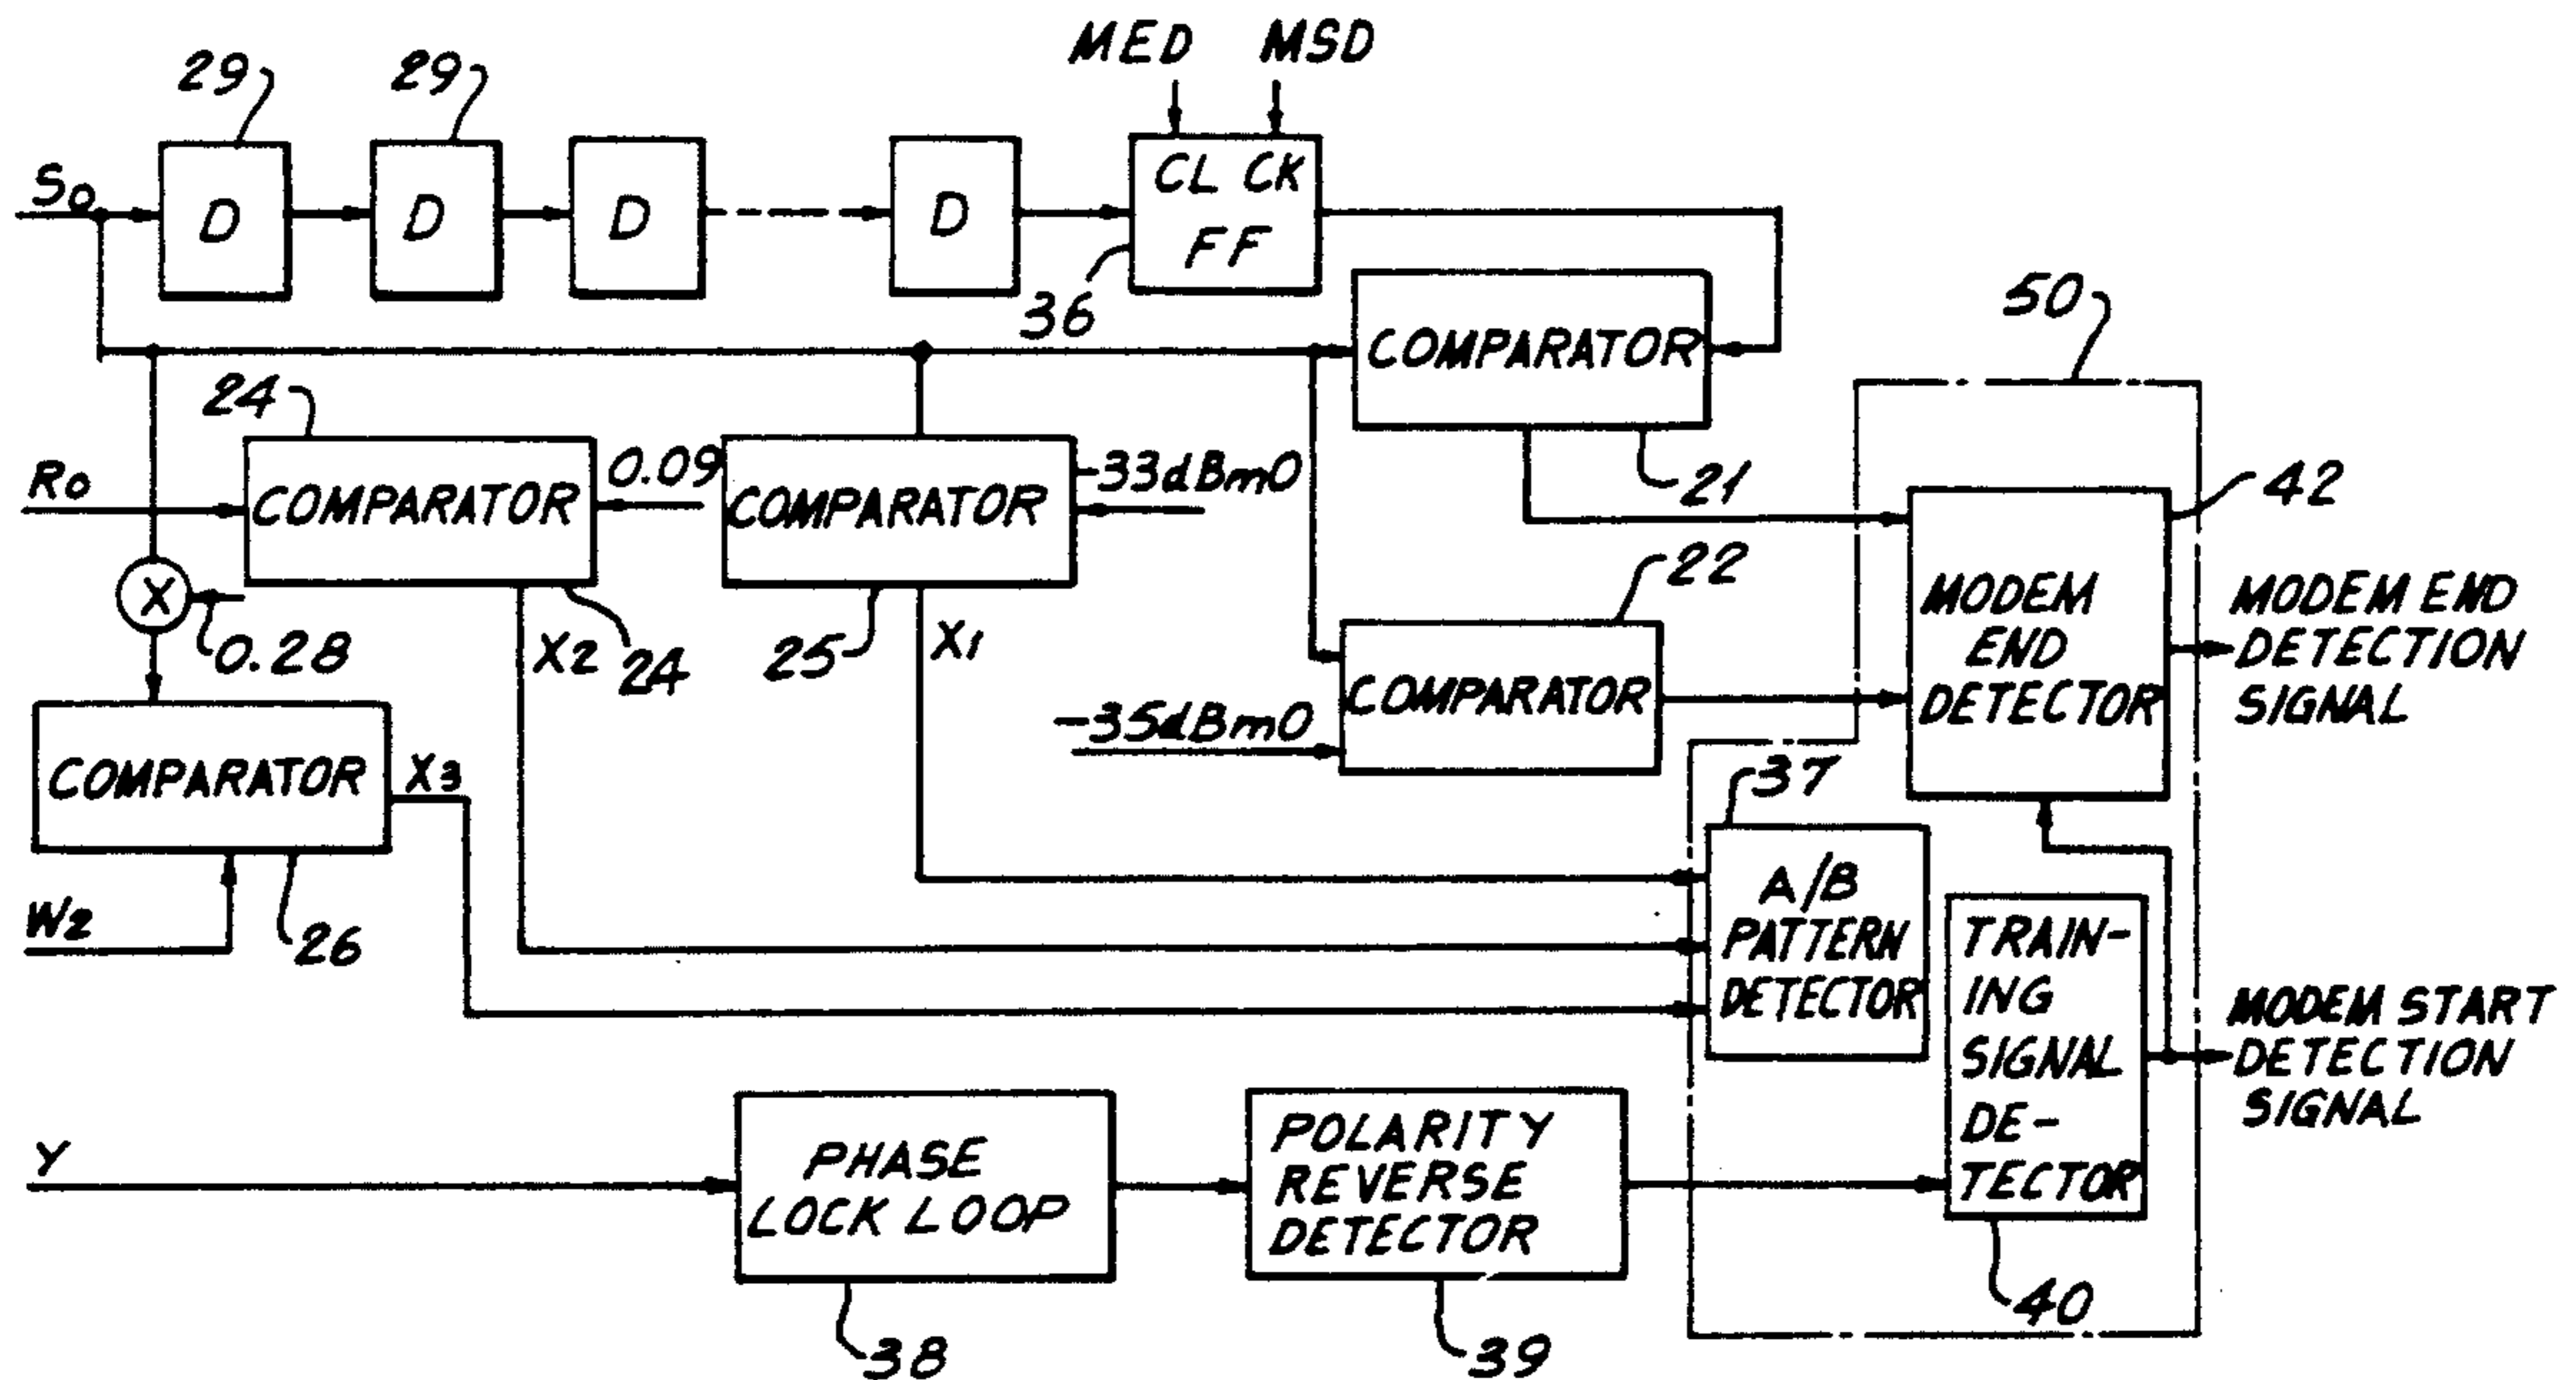 MED MSD
29 29
S0
D D D D
CL CK
FF
36
50
COMPARATOR
21
24
R0
COMPARATOR
0.09
COMPARATOR
-33dBm0
42
X
0.28
X2
24
25
X1
22
COMPARATOR
-35dBm0
MODEM
END
DETECTOR
MODEM END
DETECTION
SIGNAL
COMPARATOR
X3
37
W2
26
A/B
PATTERN
DETECTOR
TRAIN-
ING
SIGNAL
DE-
TECTOR
MODEM START
DETECTION
SIGNAL
Y
PHASE
LOCK LOOP
POLARITY
REVERSE
DETECTOR
38
39
40